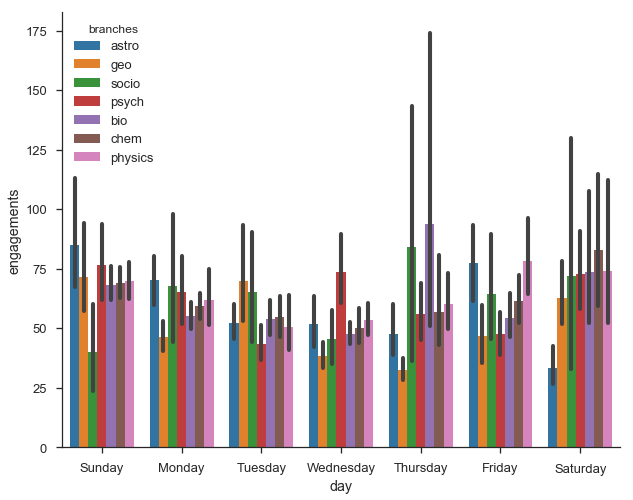 branches
astro
geo
socio
psych
bio
chem
physics
175
150
125
100
75
50
25
0
engagements
Sunday Monday Tuesday Wednesday Thursday Friday Saturday
day